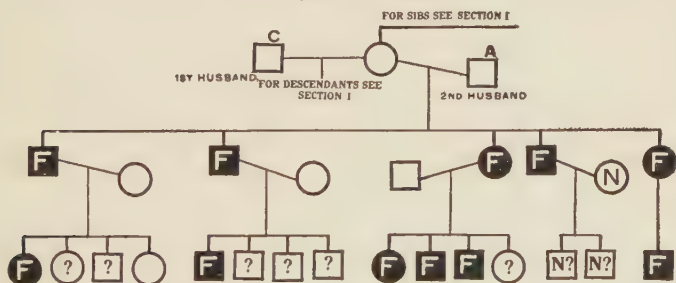 FOR SIBS SEE SECTION I
C
A
1ST HUSBAND
FOR DESCENDANTS SEE
SECTION I
2ND HUSBAND
F F F F N F
F ? ? F ? ? ? F F F ? N? N? F